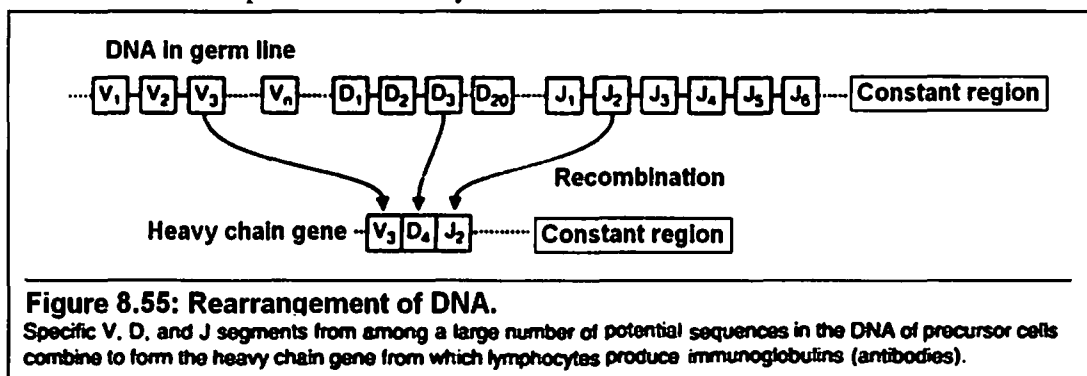 DNA in germ line
V1 V2 V3 Vn D1 D2 D3 D20 J1 J2 J3 J4 J5 J6 Constant region
Recombination
Heavy chain gene V3 D4 J2 Constant region
Figure 8.55: Rearrangement of DNA.
Specific V, D, and J segments from among a large number of potential sequences in the DNA of precursor cells
combine to form the heavy chain gene from which lymphocytes produce immunoglobulins (antibodies).